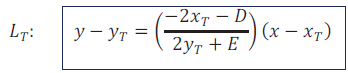 L_T: y − y_T = (−2x_T − D / 2y_T + E) (x − x_T)